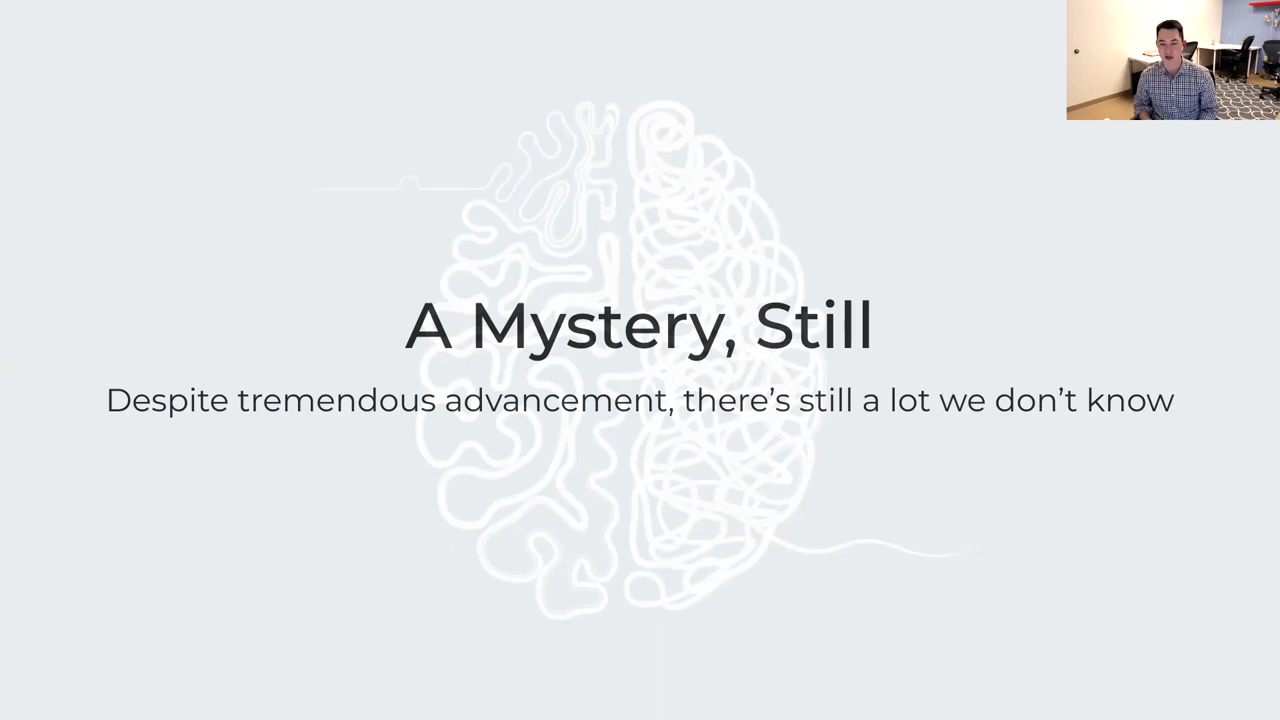 A Mystery, Still
Despite tremendous advancement, there’s still a lot we don’t know